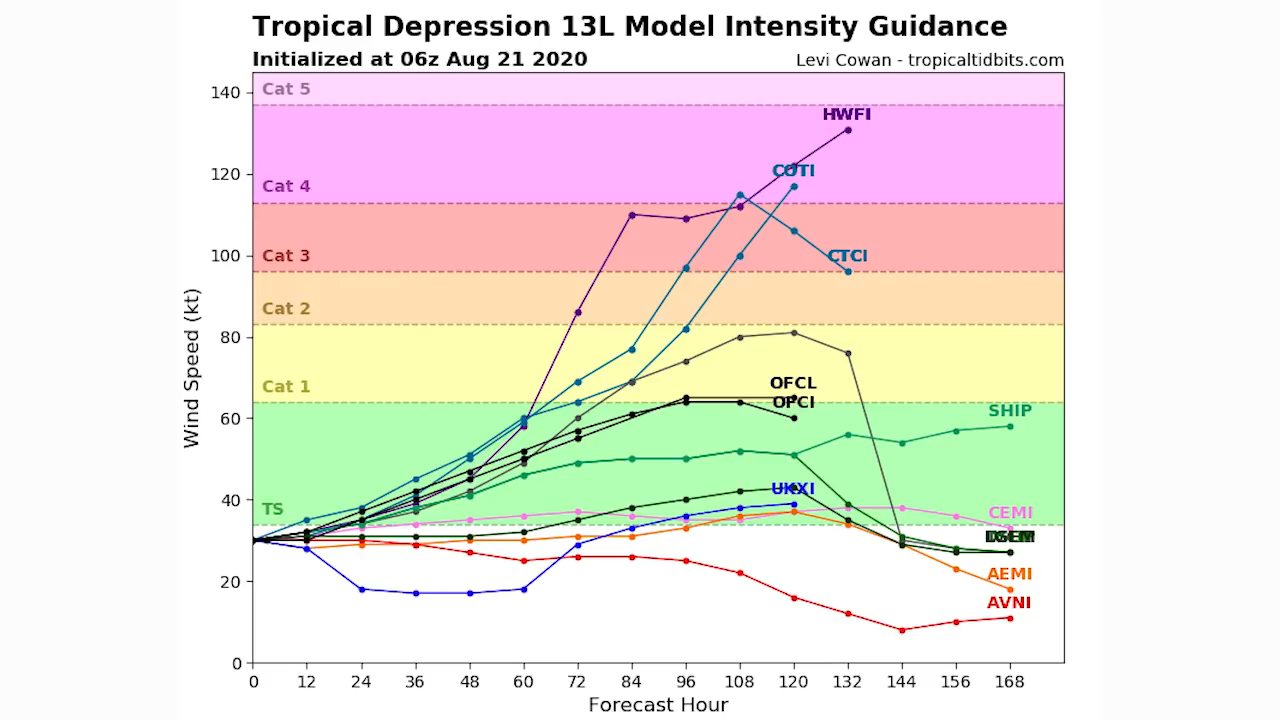 Tropical Depression 13L Model Intensity Guidance
Initialized at 06z Aug 21 2020
Levi Cowan - tropicaltidbits.com
140
Cat 5
HWFI
120
COTI
Cat 4
100
Cat 3
CTCI
Cat 2
80
Cat 1
OFCL
OFCI
60
SHIP
UKXI
40
TS
CEMI
AEMI
20
AVNI
0
Wind Speed (kt)
0 12 24 36 48 60 72 84 96 108 120 132 144 156 168
Forecast Hour